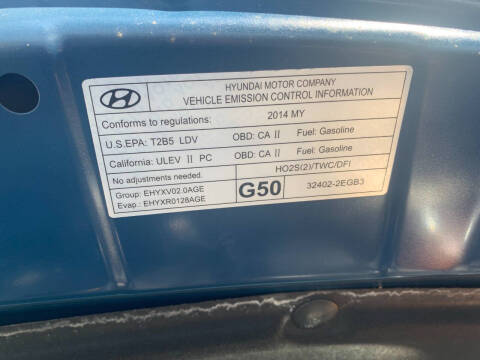 HYUNDAI MOTOR COMPANY
VEHICLE EMISSION CONTROL INFORMATION
Conforms to regulations: 2014 MY
U.S.EPA: T2B5 LDV OBD: CA II Fuel: Gasoline
California: ULEV II PC OBD: CA II Fuel: Gasoline
No adjustments needed. HO2S(2)/TWC/DFI
Group: EHYXV02.0AGE
Evap.: EHYXR0128AGE
G50
32402-2EGB3